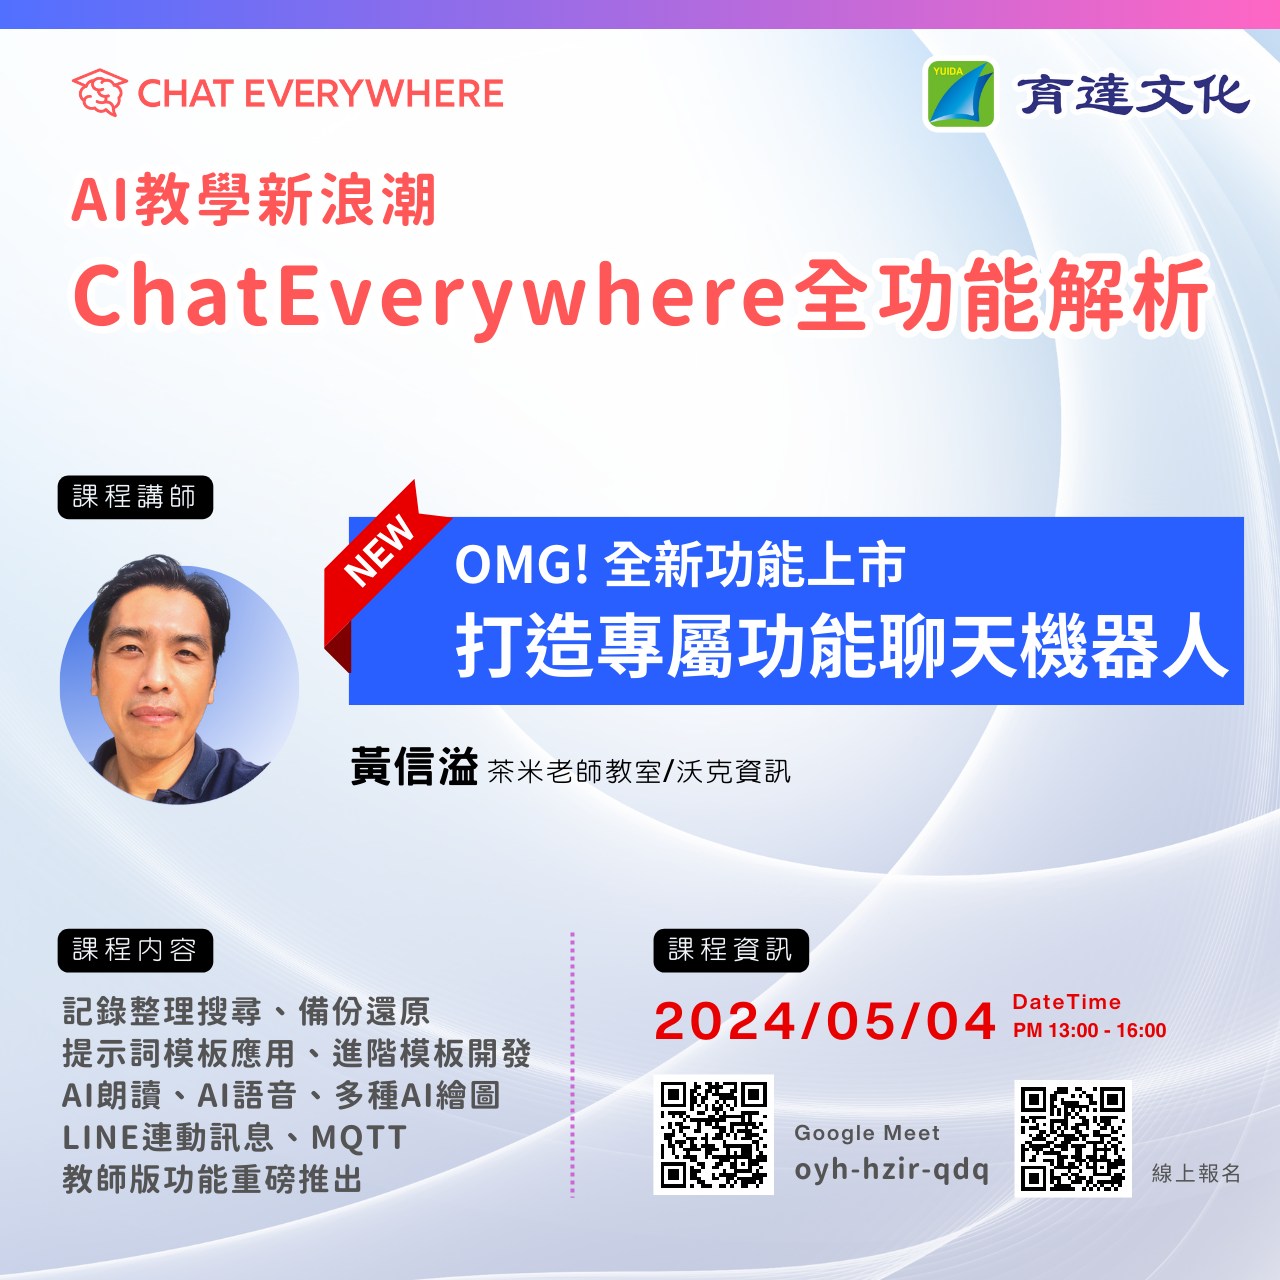 CHAT EVERYWHERE
YUIDA
育達文化
AI教學新浪潮
ChatEverywhere全功能解析
課程講師
NEW
OMG! 全新功能上市
打造專屬功能聊天機器人
黃信溢 茶米老師教室/沃克資訊
課程內容
記錄整理搜尋、備份還原
提示詞模板應用、進階模板開發
AI朗讀、AI語音、多種AI繪圖
LINE連動訊息、MQTT
教師版功能重磅推出
課程資訊
2024/05/04
DateTime
PM 13:00 - 16:00
Google Meet
oyh-hzir-qdq
線上報名